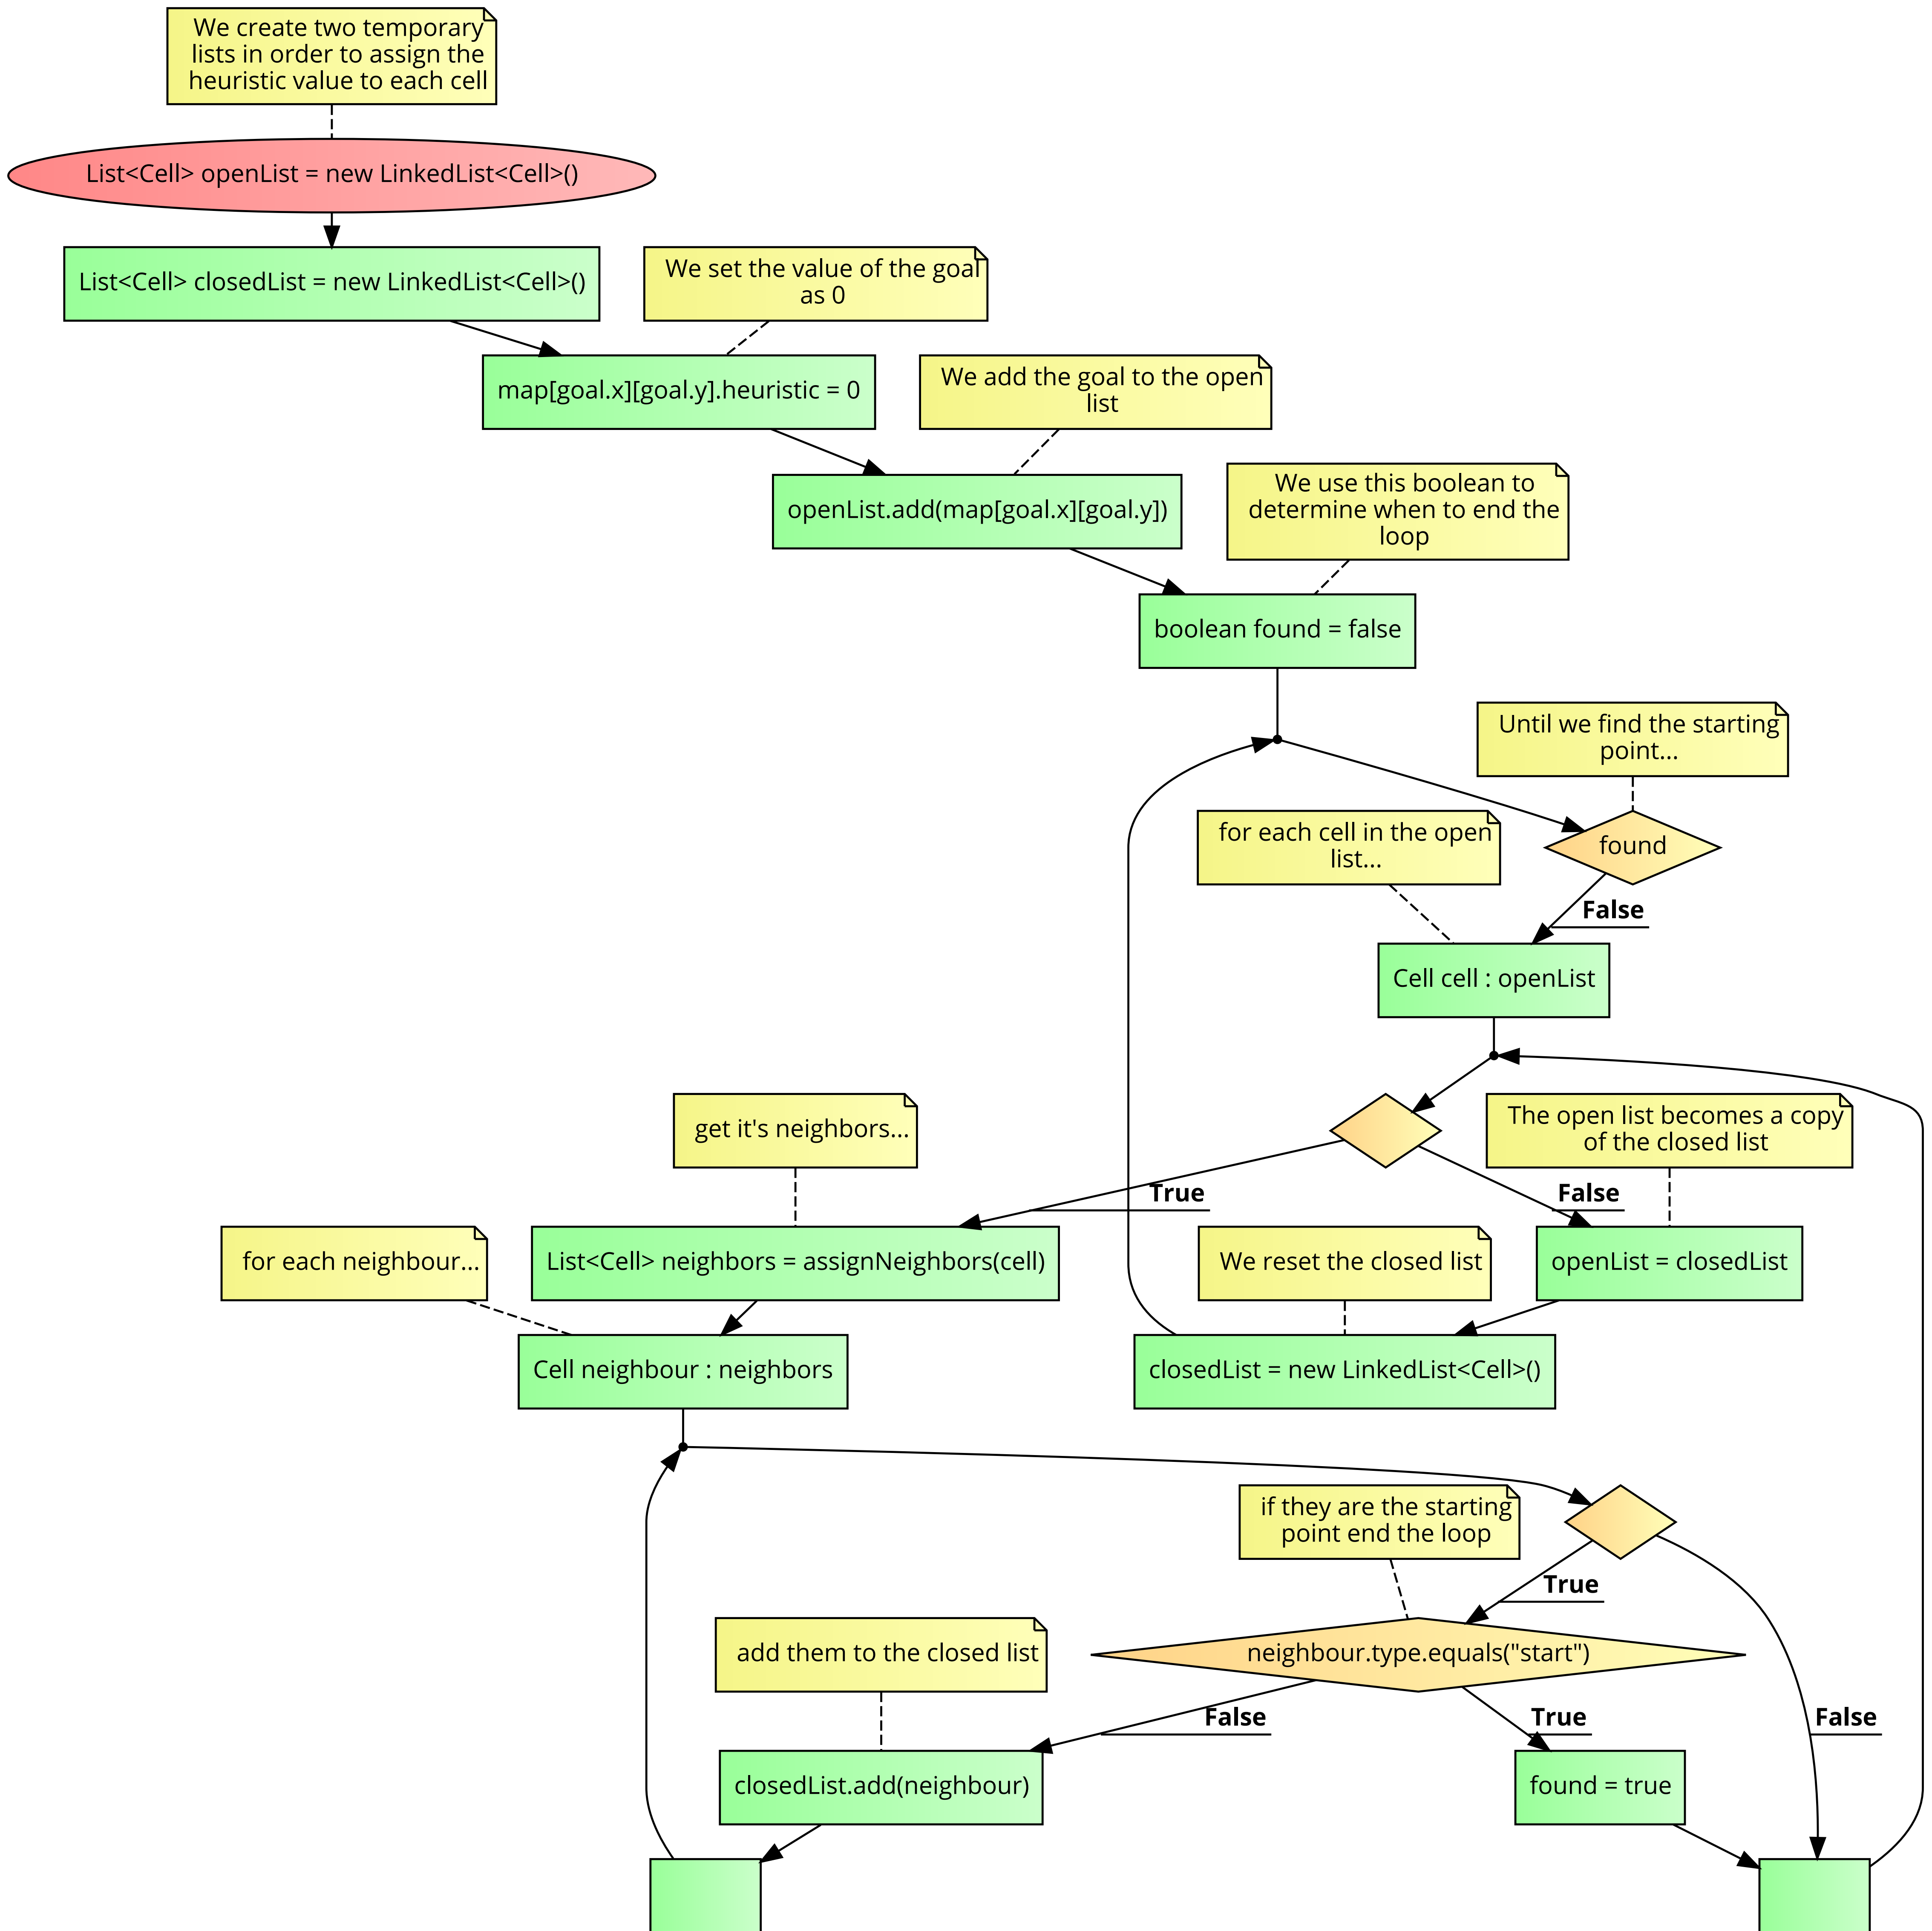 We create two temporary
lists in order to assign the
heuristic value to each cell
List<Cell> openList = new LinkedList<Cell>()
List<Cell> closedList = new LinkedList<Cell>()
We set the value of the goal
as 0
map[goal.x][goal.y].heuristic = 0
We add the goal to the open
list
openList.add(map[goal.x][goal.y])
We use this boolean to
determine when to end the
loop
boolean found = false
Until we find the starting
point...
found
for each cell in the open
list...
False
Cell cell : openList
get it's neighbors...
The open list becomes a copy
of the closed list
True
False
for each neighbour...
List<Cell> neighbors = assignNeighbors(cell)
We reset the closed list
openList = closedList
Cell neighbour : neighbors
closedList = new LinkedList<Cell>()
if they are the starting
point end the loop
True
add them to the closed list
neighbour.type.equals("start")
False
True
False
closedList.add(neighbour)
found = true